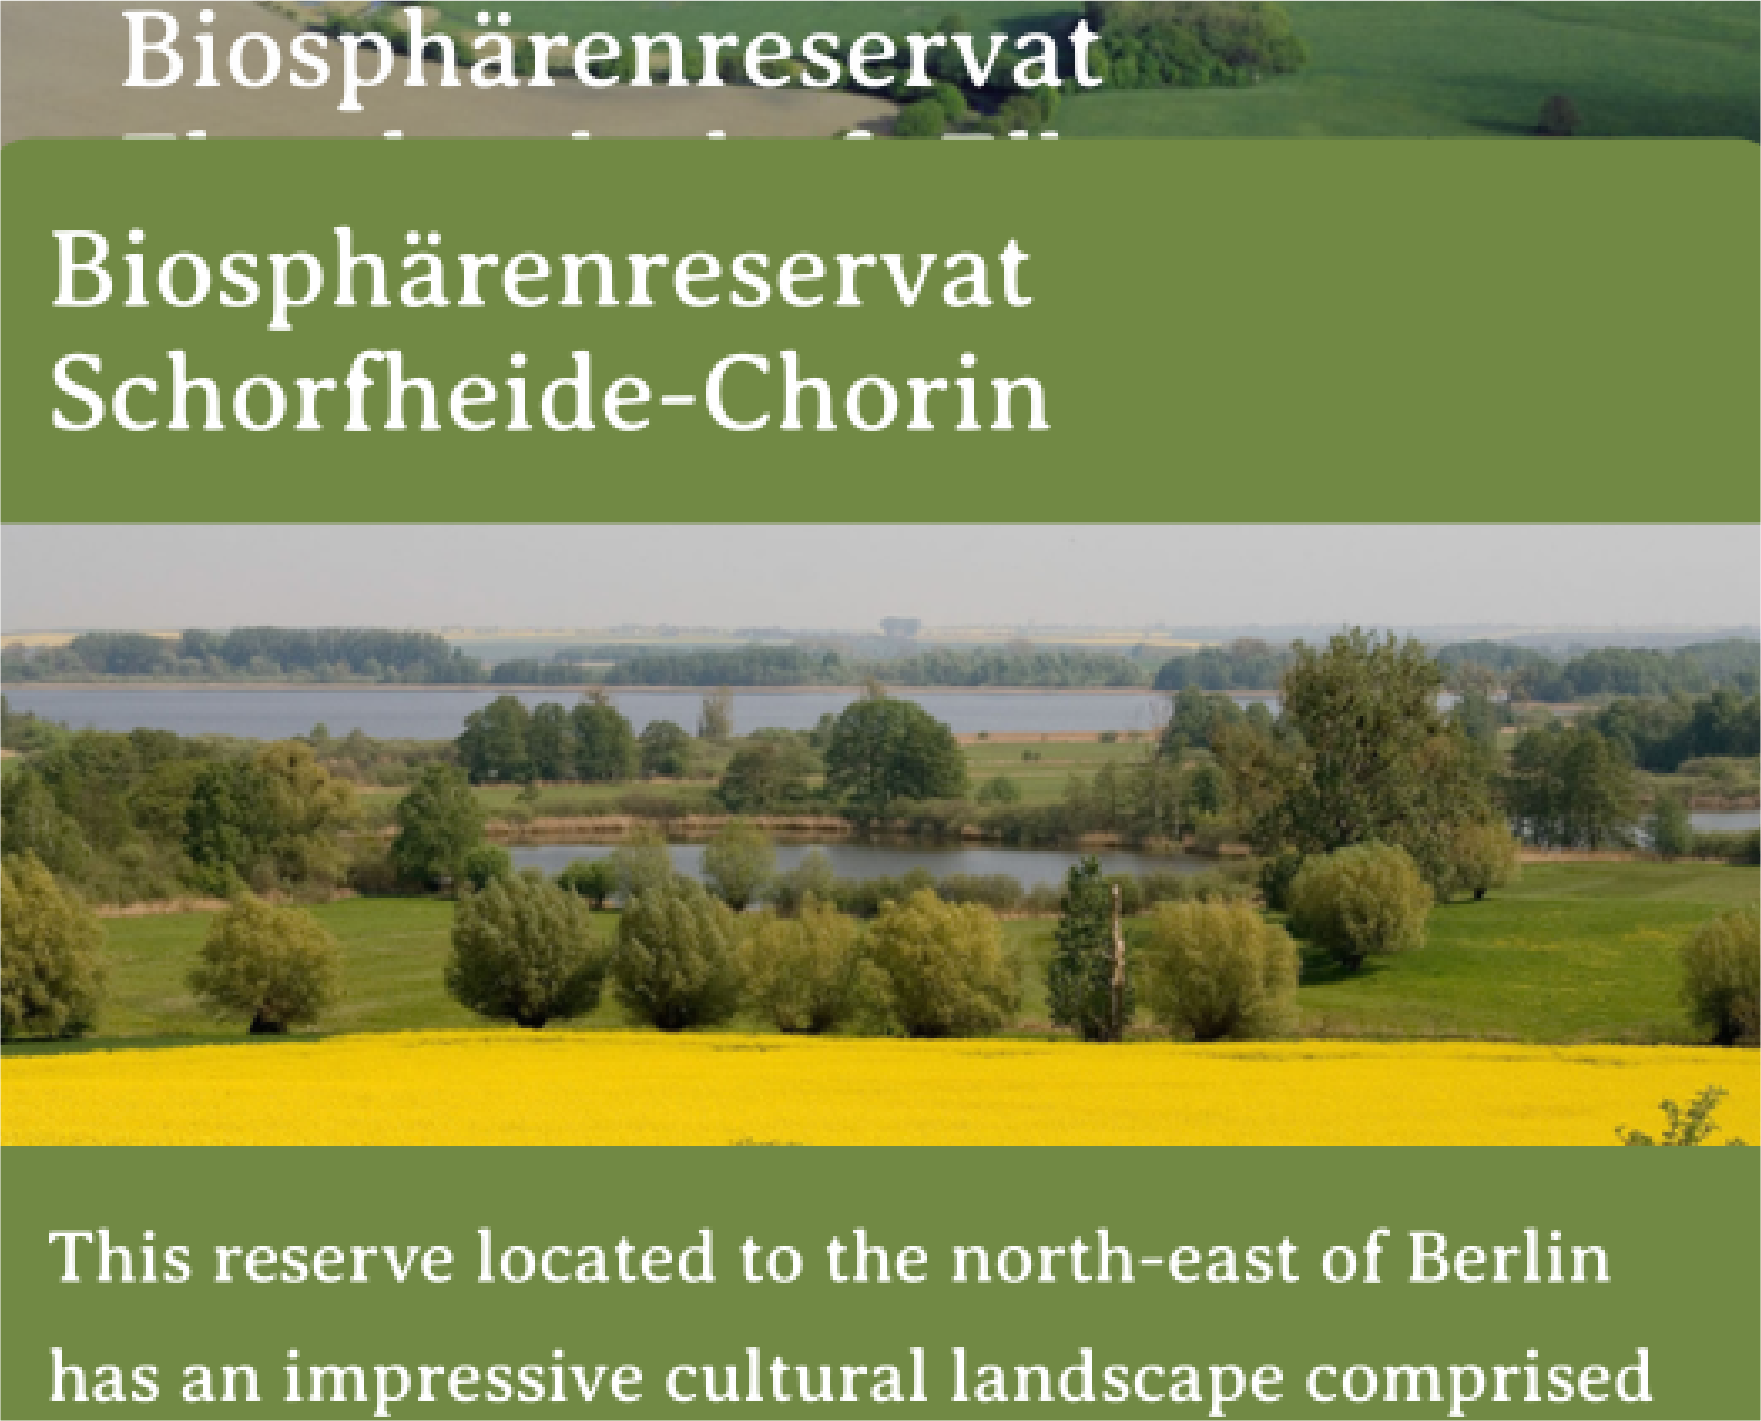 Biosphärenreservat
Biosphärenreservat
Schorfheide-Chorin
This reserve located to the north-east of Berlin
has an impressive cultural landscape comprised